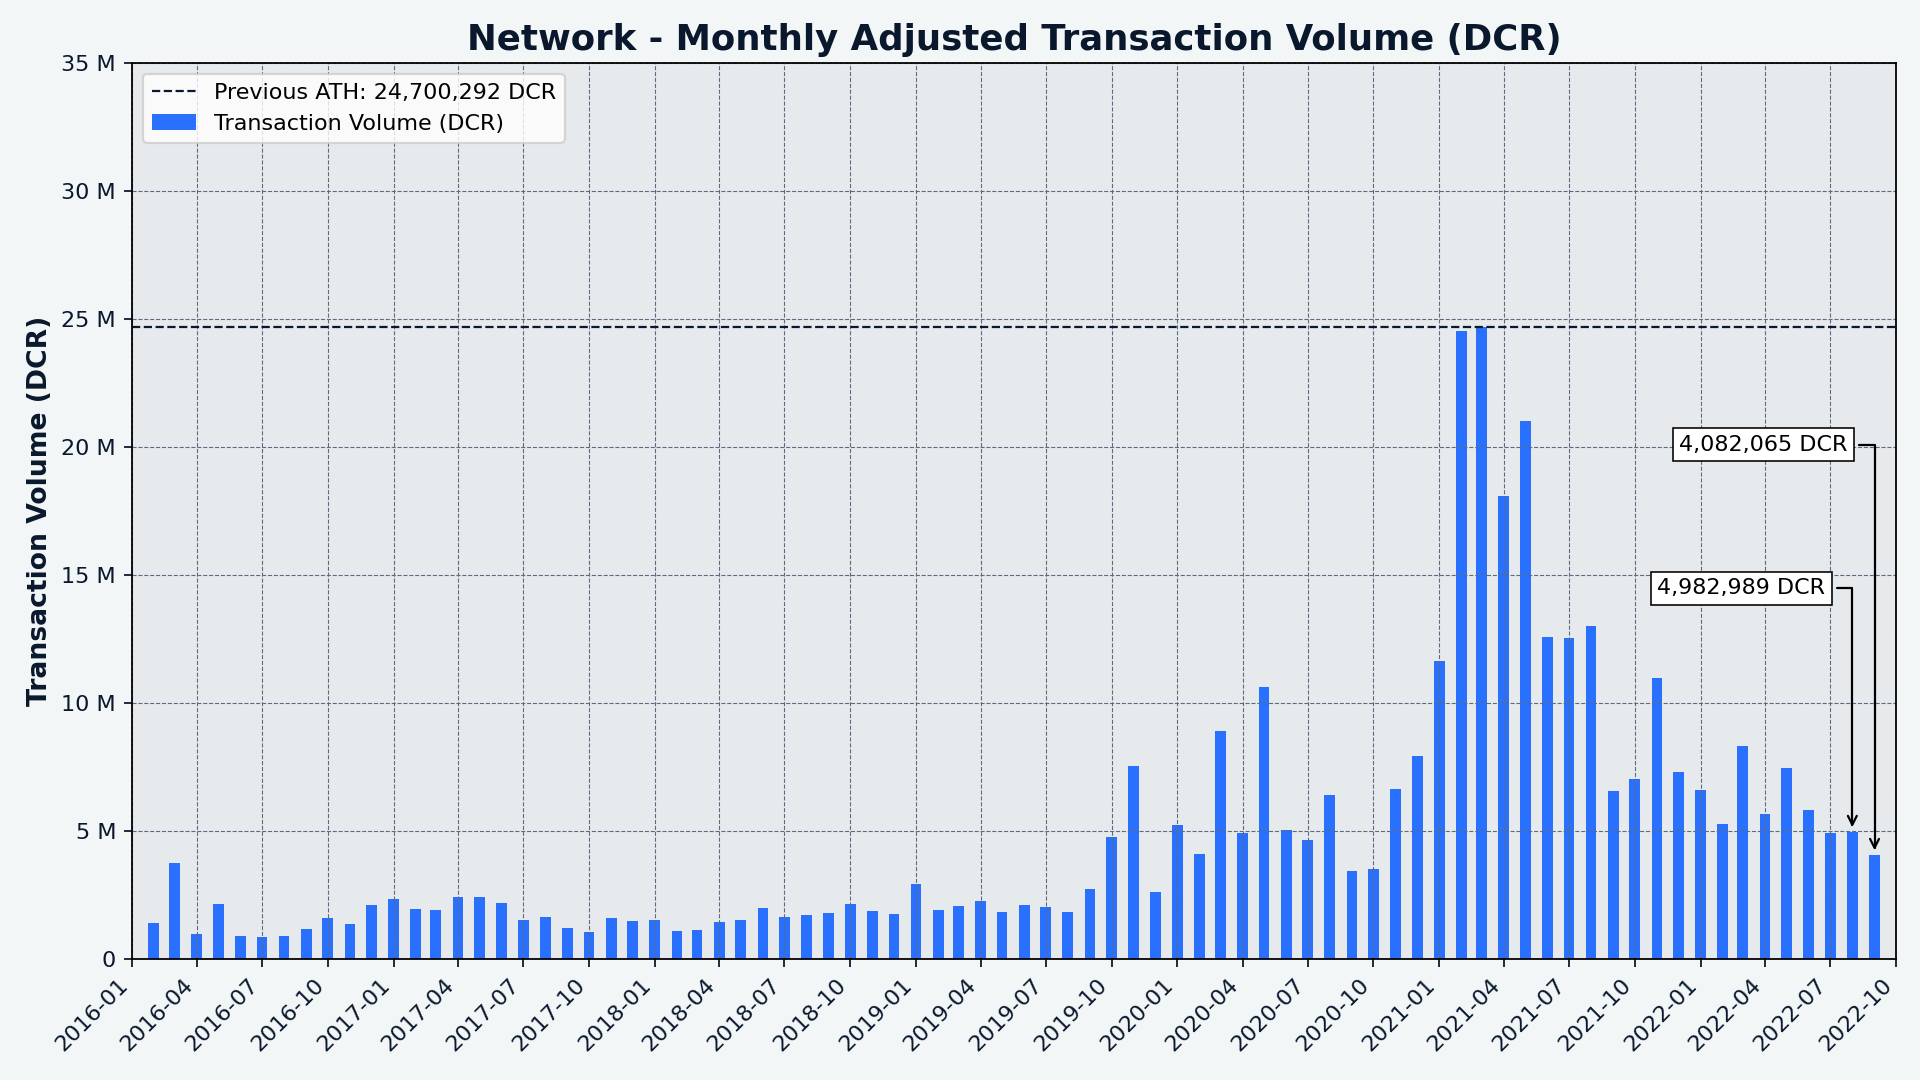 Network - Monthly Adjusted Transaction Volume (DCR)
Previous ATH: 24,700,292 DCR
Transaction Volume (DCR)
Transaction Volume (DCR)
35 M
30 M
25 M
20 M
15 M
10 M
5 M
0
4,082,065 DCR
4,982,989 DCR
2016-01
2016-04
2016-07
2016-10
2017-01
2017-04
2017-07
2017-10
2018-01
2018-04
2018-07
2018-10
2019-01
2019-04
2019-07
2019-10
2020-01
2020-04
2020-07
2020-10
2021-01
2021-04
2021-07
2021-10
2022-01
2022-04
2022-07
2022-10